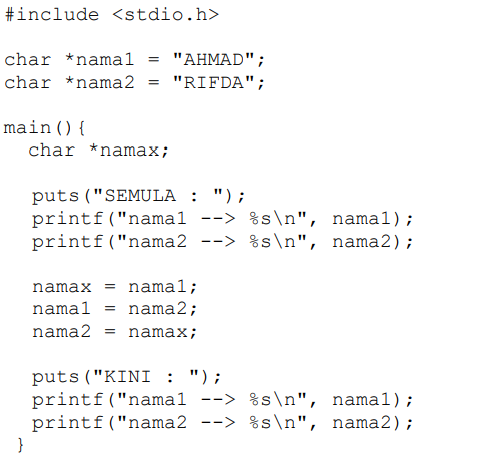 #include <stdio.h>
char *nama1 = "AHMAD";
char *nama2 = "RIFDA";
main(){
char *namax;
puts("SEMULA : ");
printf("nama1 --> %s\n", nama1);
printf("nama2 --> %s\n", nama2);
namax = nama1;
nama1 = nama2;
nama2 = namax;
puts("KINI : ");
printf("nama1 --> %s\n", nama1);
printf("nama2 --> %s\n", nama2);
}